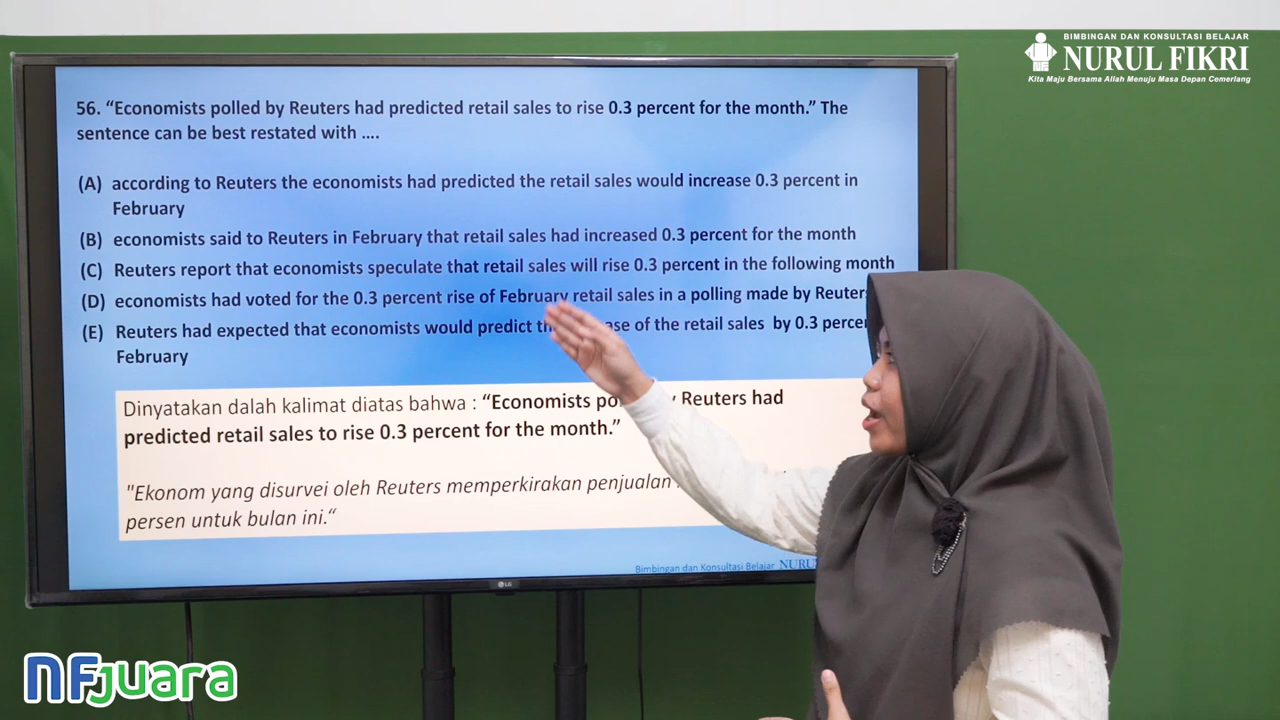 BIMBINGAN DAN KONSULTASI BELAJAR
NURUL FIKRI
Kita Maju Bersama Allah Menuju Masa Depan Cemerlang
56. “Economists polled by Reuters had predicted retail sales to rise 0.3 percent for the month.” The
sentence can be best restated with ....
(A) according to Reuters the economists had predicted the retail sales would increase 0.3 percent in
February
(B) economists said to Reuters in February that retail sales had increased 0.3 percent for the month
(C) Reuters report that economists speculate that retail sales will rise 0.3 percent in the following month
(D) economists had voted for the 0.3 percent rise of February retail sales in a polling made by Reuters
(E) Reuters had expected that economists would predict of the retail sales by 0.3
February
Dinyatakan dalah kalimat diatas bahwa : “Economists Reuters had
predicted retail sales to rise 0.3 percent for the month.”
"Ekonom yang disurvei oleh Reuters memperkirakan penjualan
persen untuk bulan ini.“
Bimbingan dan Konsultasi Belajar
LG
NFjuara